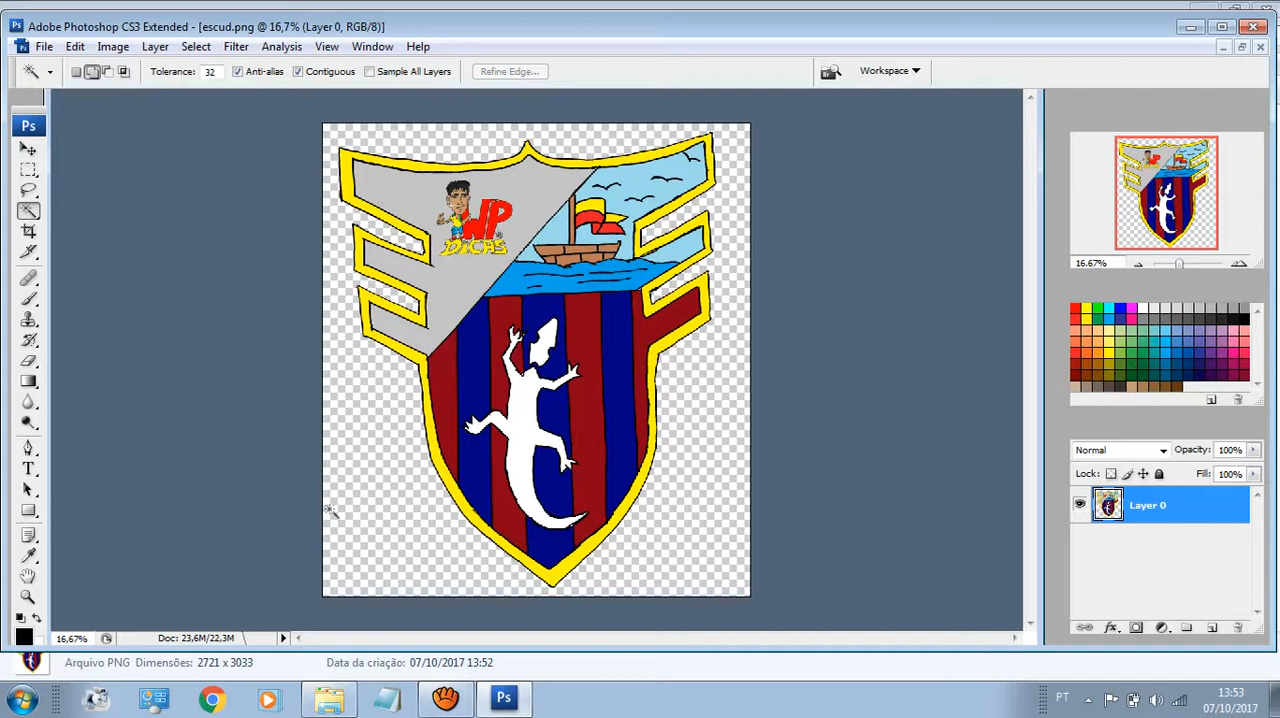 Adobe Photoshop CS3 Extended - [escud.png @ 16,7% (Layer 0, RGB/8)]
File Edit Image Layer Select Filter Analysis View Window Help
Tolerance: 32 Anti-alias Contiguous Sample All Layers Refine Edge... Workspace
Ps
WP
DiCAS
16.67%
Normal Opacity: 100%
Lock: Fill: 100%
Layer 0
16,67% Doc: 23,6M/22,3M
Arquivo PNG Dimensões: 2721 x 3033 Data da criação: 07/10/2017 13:52
Ps PT 13:53
07/10/2017